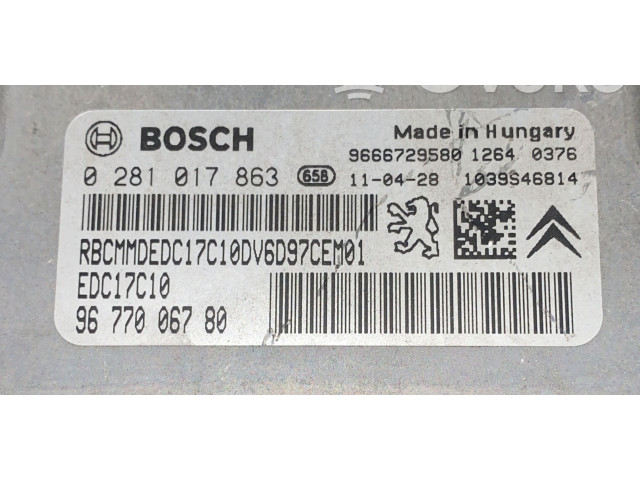 BOSCH
Made in Hungary
9666729580 1264 0376
0 281 017 863 658 11-04-28 1039S46814
RBCMMDEDC17C10DV6D97CEM01
EDC17C10
96 770 067 80